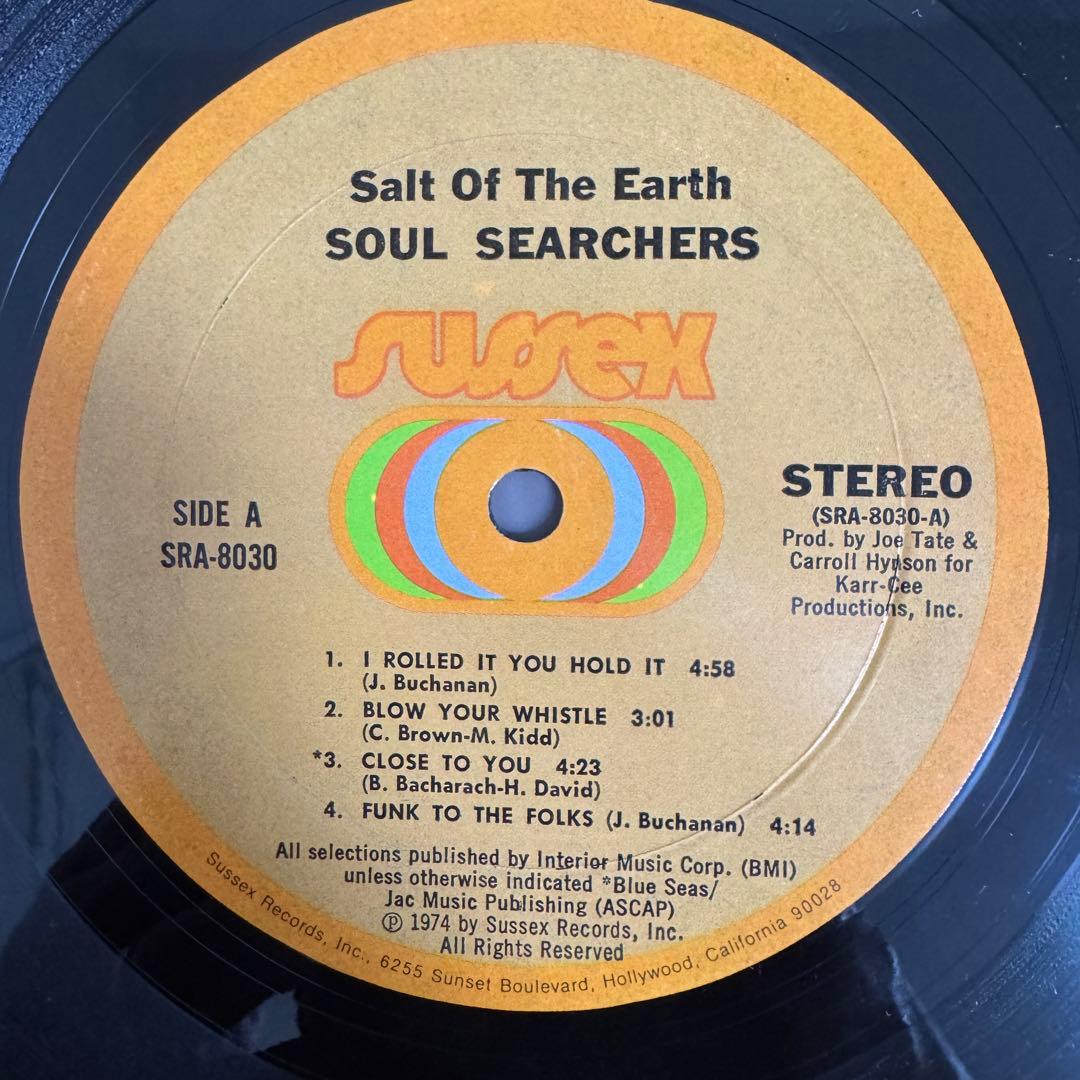 Salt Of The Earth
SOUL SEARCHERS
sussex
SIDE A
SRA-8030
STEREO
(SRA-8030-A)
Prod. by Joe Tate &
Carroll Hynson for
Karr-Cee
Productions, Inc.
1. I ROLLED IT YOU HOLD IT 4:58
(J. Buchanan)
2. BLOW YOUR WHISTLE 3:01
(C. Brown-M. Kidd)
*3. CLOSE TO YOU 4:23
(B. Bacharach-H. David)
4. FUNK TO THE FOLKS (J. Buchanan) 4:14
All selections published by Interior Music Corp. (BMI)
unless otherwise indicated *Blue Seas/
Jac Music Publishing (ASCAP)
℗ 1974 by Sussex Records, Inc.
All Rights Reserved
Sussex Records, Inc., 6255 Sunset Boulevard, Hollywood, California 90028